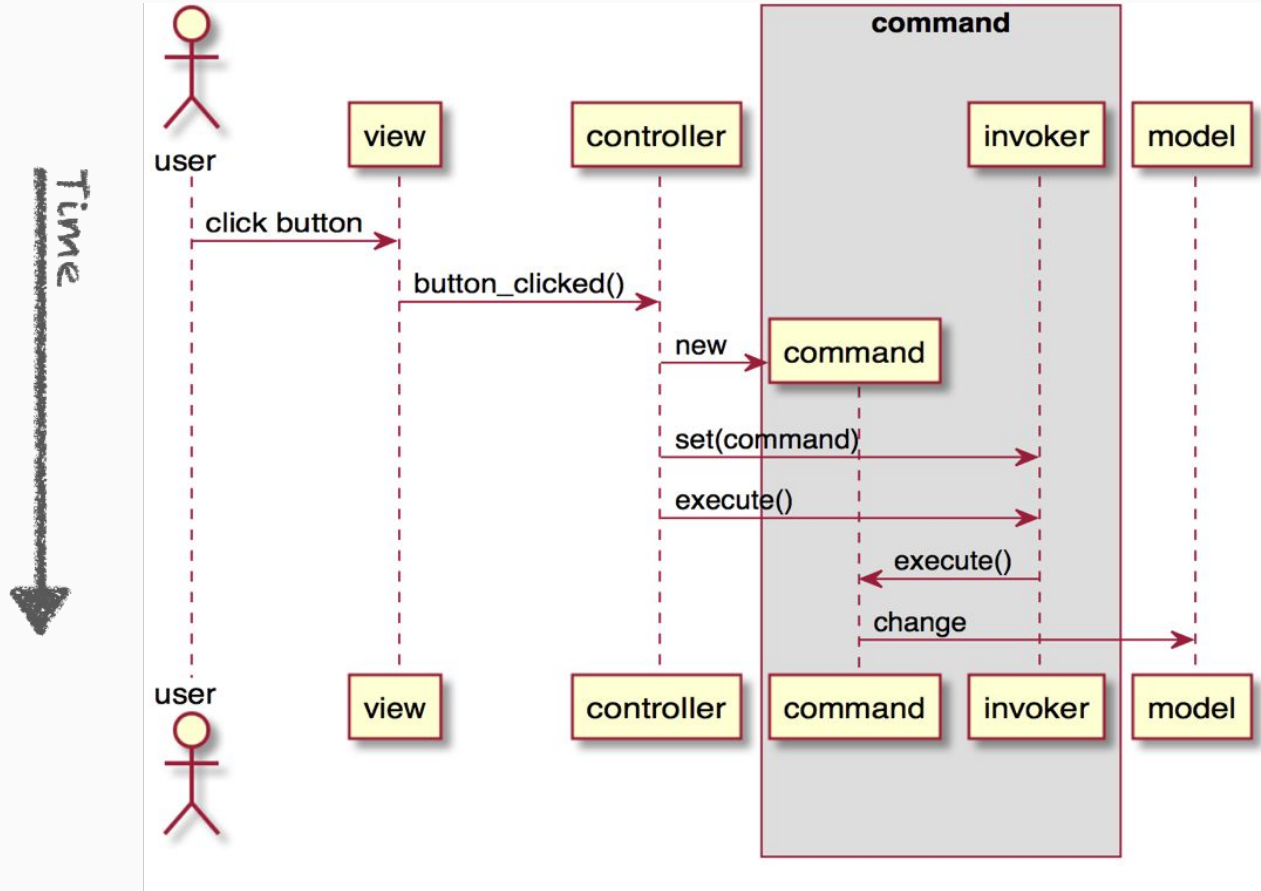 command
user
view
controller
invoker
model
Time
click button
button_clicked()
new
command
set(command)
execute()
execute()
change
user
view
controller
command
invoker
model